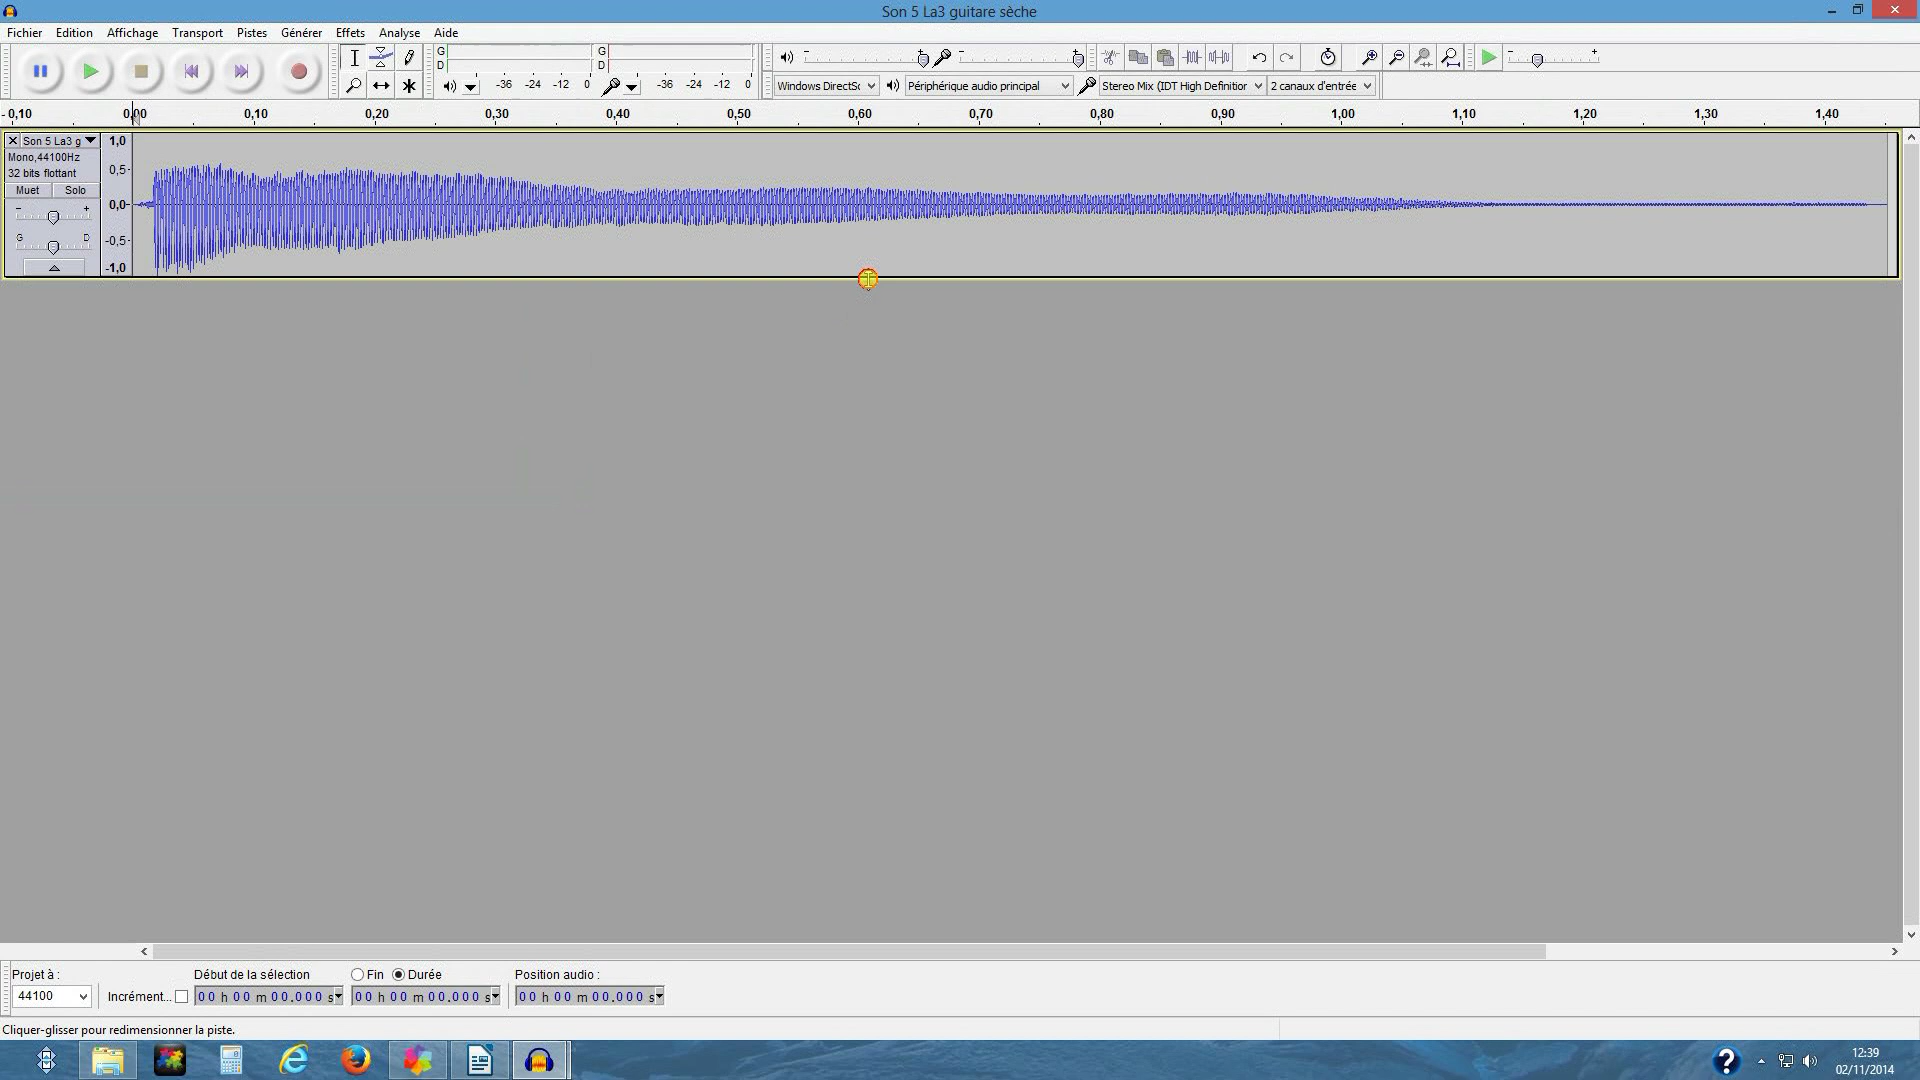 Son 5 La3 guitare sèche
Fichier Edition Affichage Transport Pistes Générer Effets Analyse Aide
G G
D D
-36 -24 -12 0 -36 -24 -12 0
Périphérique audio principal Stereo Mix (IDT High Definition 2 canaux d'entrée
- 0,10 0,00 0,10 0,20 0,30 0,40 0,50 0,60 0,70 0,80 0,90 1,00 1,10 1,20 1,30 1,40
Son 5 La3 g
Mono,44100Hz
32 bits flottant
Muet Solo
- +
G D
1,0
0,5-
0,0-
-0,5-
-1,0
Projet à : Début de la sélection Fin Durée Position audio :
44100 Incrément... 00 h 00 m 00.000 s 00 h 00 m 00.000 s 00 h 00 m 00.000 s
Cliquer-glisser pour redimensionner la piste.
12:39
02/11/2014